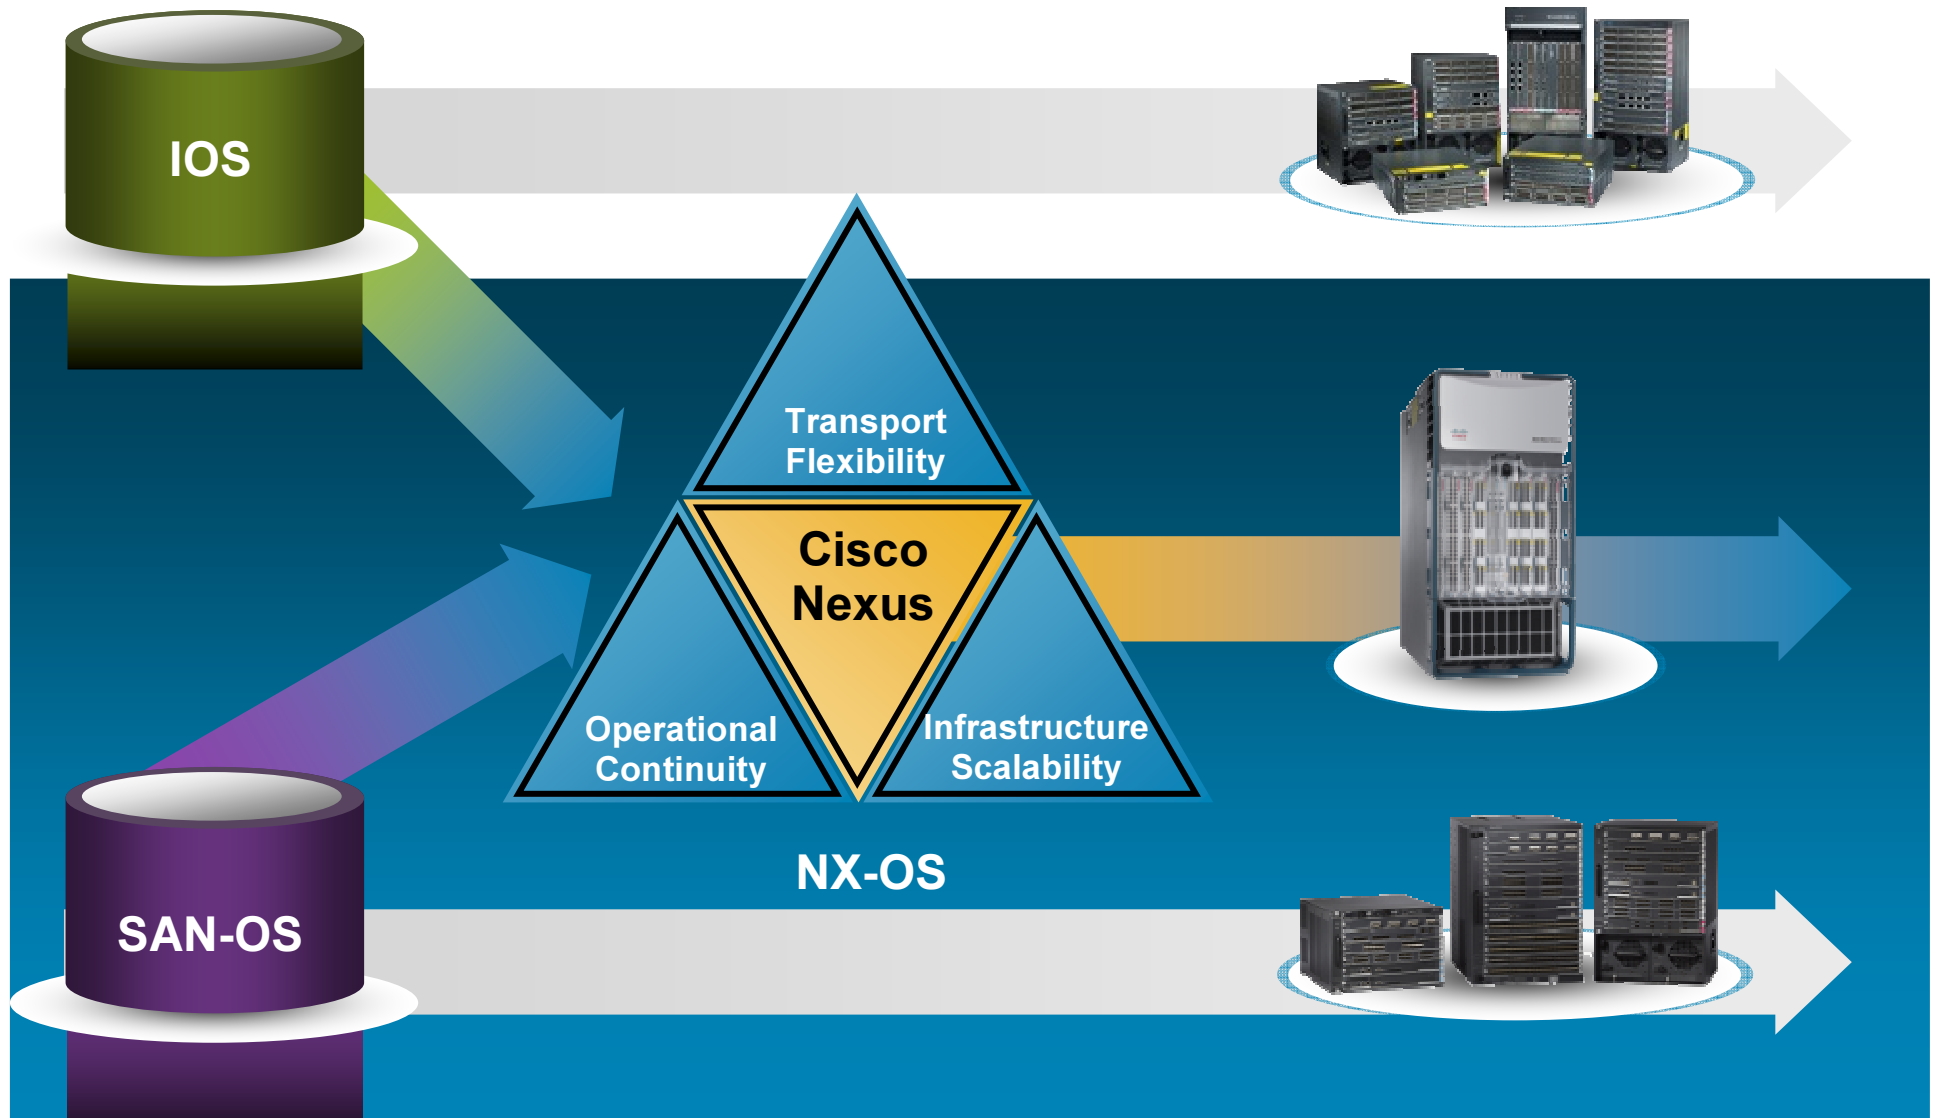 IOS
Transport
Flexibility
Cisco
Nexus
Operational
Continuity
Infrastructure
Scalability
NX-OS
SAN-OS